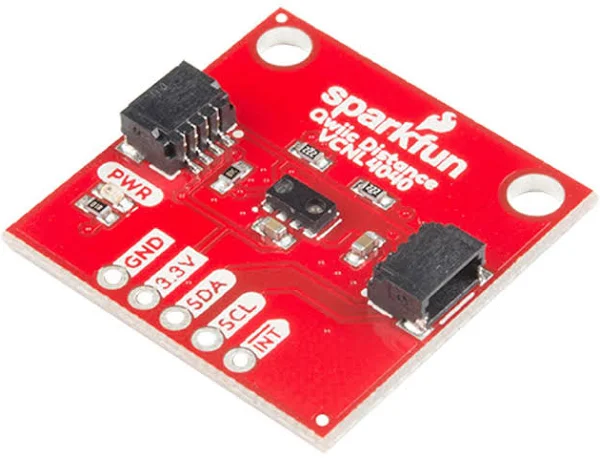 sparkfun
Qwiic Distance
VCNL4040
PWR
GND
3.3V
SDA
SCL
INT